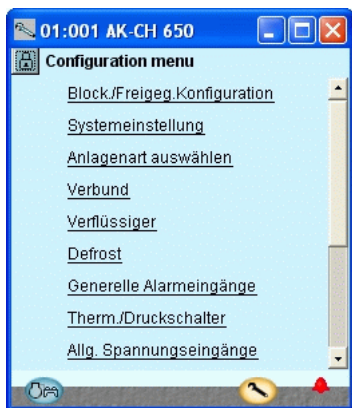 01:001 AK-CH 650
Configuration menu
Block./Freigeg.Konfiguration
Systemeinstellung
Anlagenart auswählen
Verbund
Verflüssiger
Defrost
Generelle Alarmeingänge
Therm./Druckschalter
Allg. Spannungseingänge